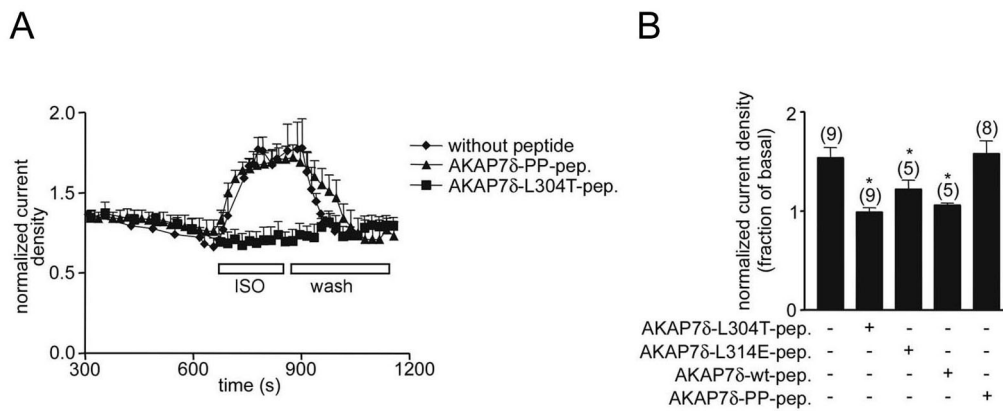 A
normalized current
density
2.0
1.5
1.0
0.5
0.0
300
600
900
1200
time (s)
ISO
wash
without peptide
AKAP7δ-PP-pep.
AKAP7δ-L304T-pep.
B
normalized current density
(fraction of basal)
2
1
0
(9)
*
(9)
*
(5)
*
(5)
(8)
AKAP7δ-L304T-pep. - + - - -
AKAP7δ-L314E-pep. - - + - -
AKAP7δ-wt-pep. - - - + -
AKAP7δ-PP-pep. - - - - +